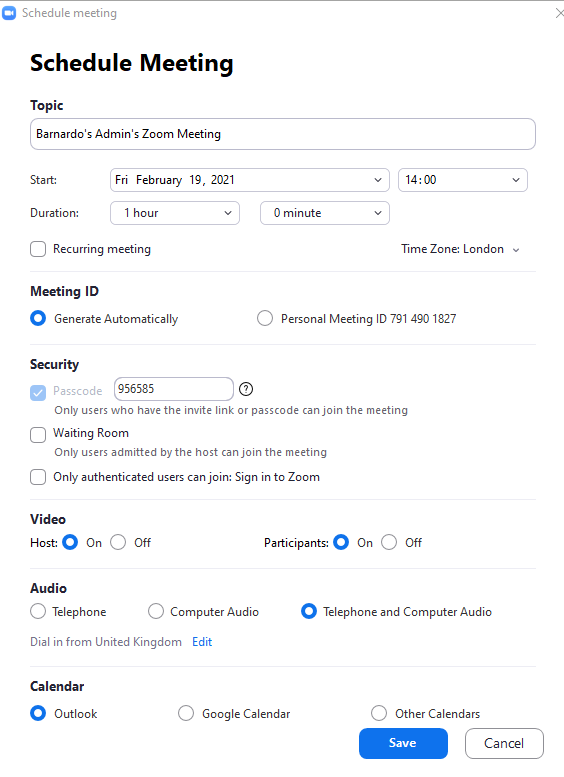 Schedule meeting
Schedule Meeting
Topic
Barnardo's Admin's Zoom Meeting
Start: Fri February 19, 2021 14:00
Duration: 1 hour 0 minute
Recurring meeting Time Zone: London
Meeting ID
Generate Automatically Personal Meeting ID 791 490 1827
Security
Passcode 956585 ?
Only users who have the invite link or passcode can join the meeting
Waiting Room
Only users admitted by the host can join the meeting
Only authenticated users can join: Sign in to Zoom
Video
Host: On Off Participants: On Off
Audio
Telephone Computer Audio Telephone and Computer Audio
Dial in from United Kingdom Edit
Calendar
Outlook Google Calendar Other Calendars
Save Cancel